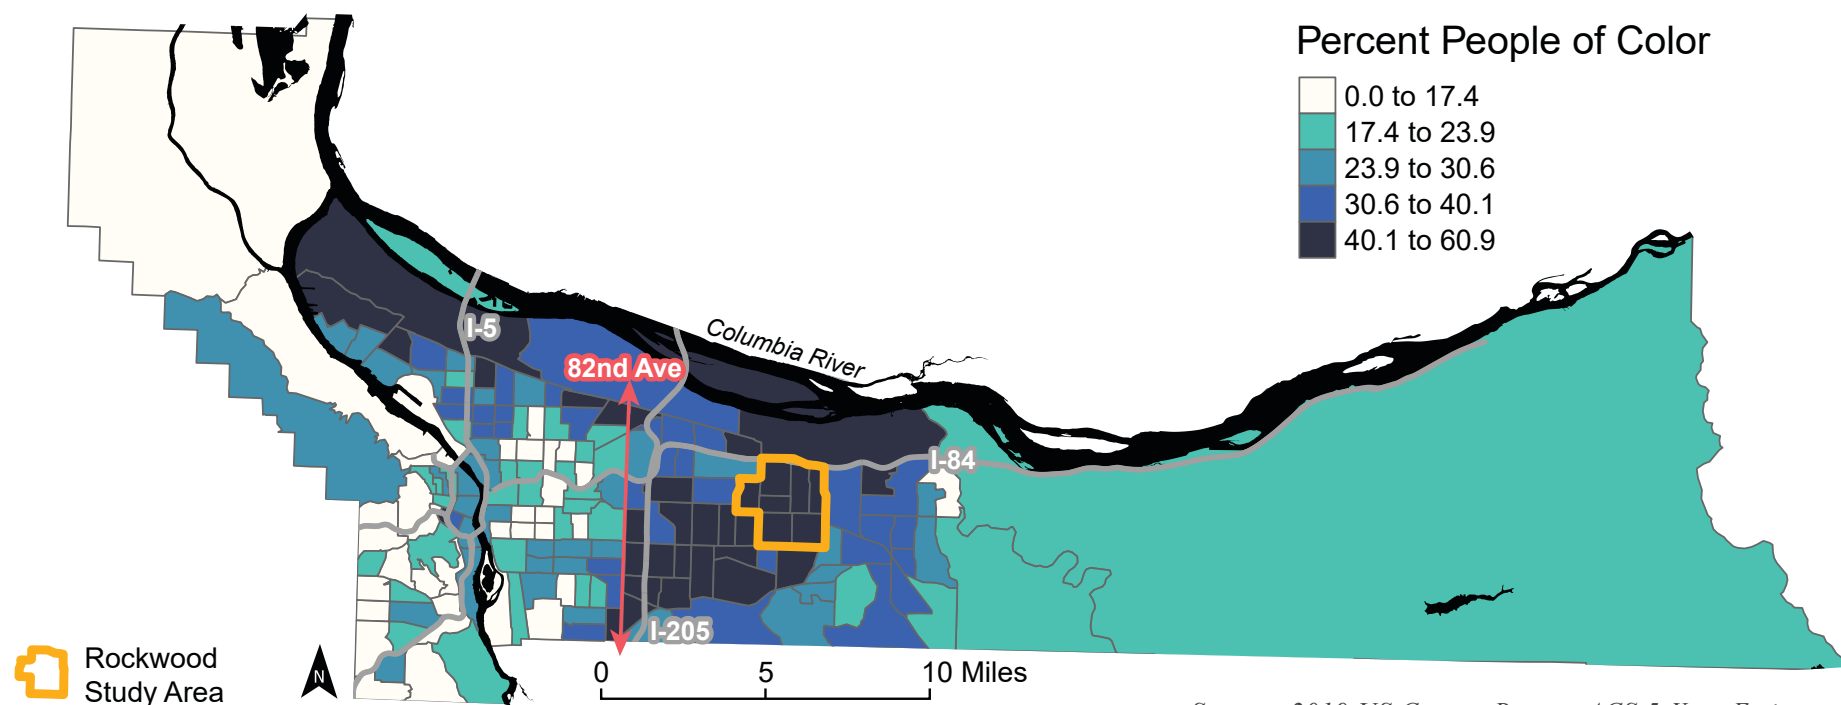 Percent People of Color
0.0 to 17.4
17.4 to 23.9
23.9 to 30.6
30.6 to 40.1
40.1 to 60.9
Columbia River
I-5
82nd Ave
I-84
I-205
Rockwood
Study Area
N
0 5 10 Miles